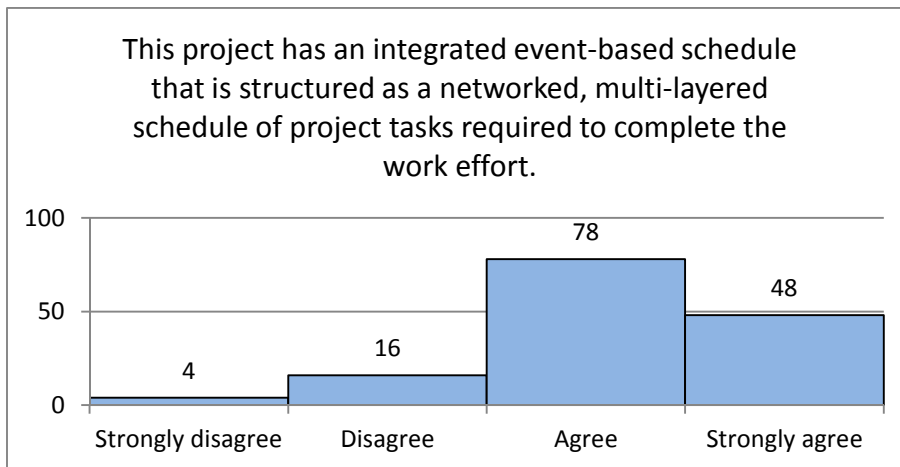 This project has an integrated event-based schedule
that is structured as a networked, multi-layered
schedule of project tasks required to complete the
work effort.
100
78
48
50
16
4
0
Strongly disagree
Disagree
Agree
Strongly agree